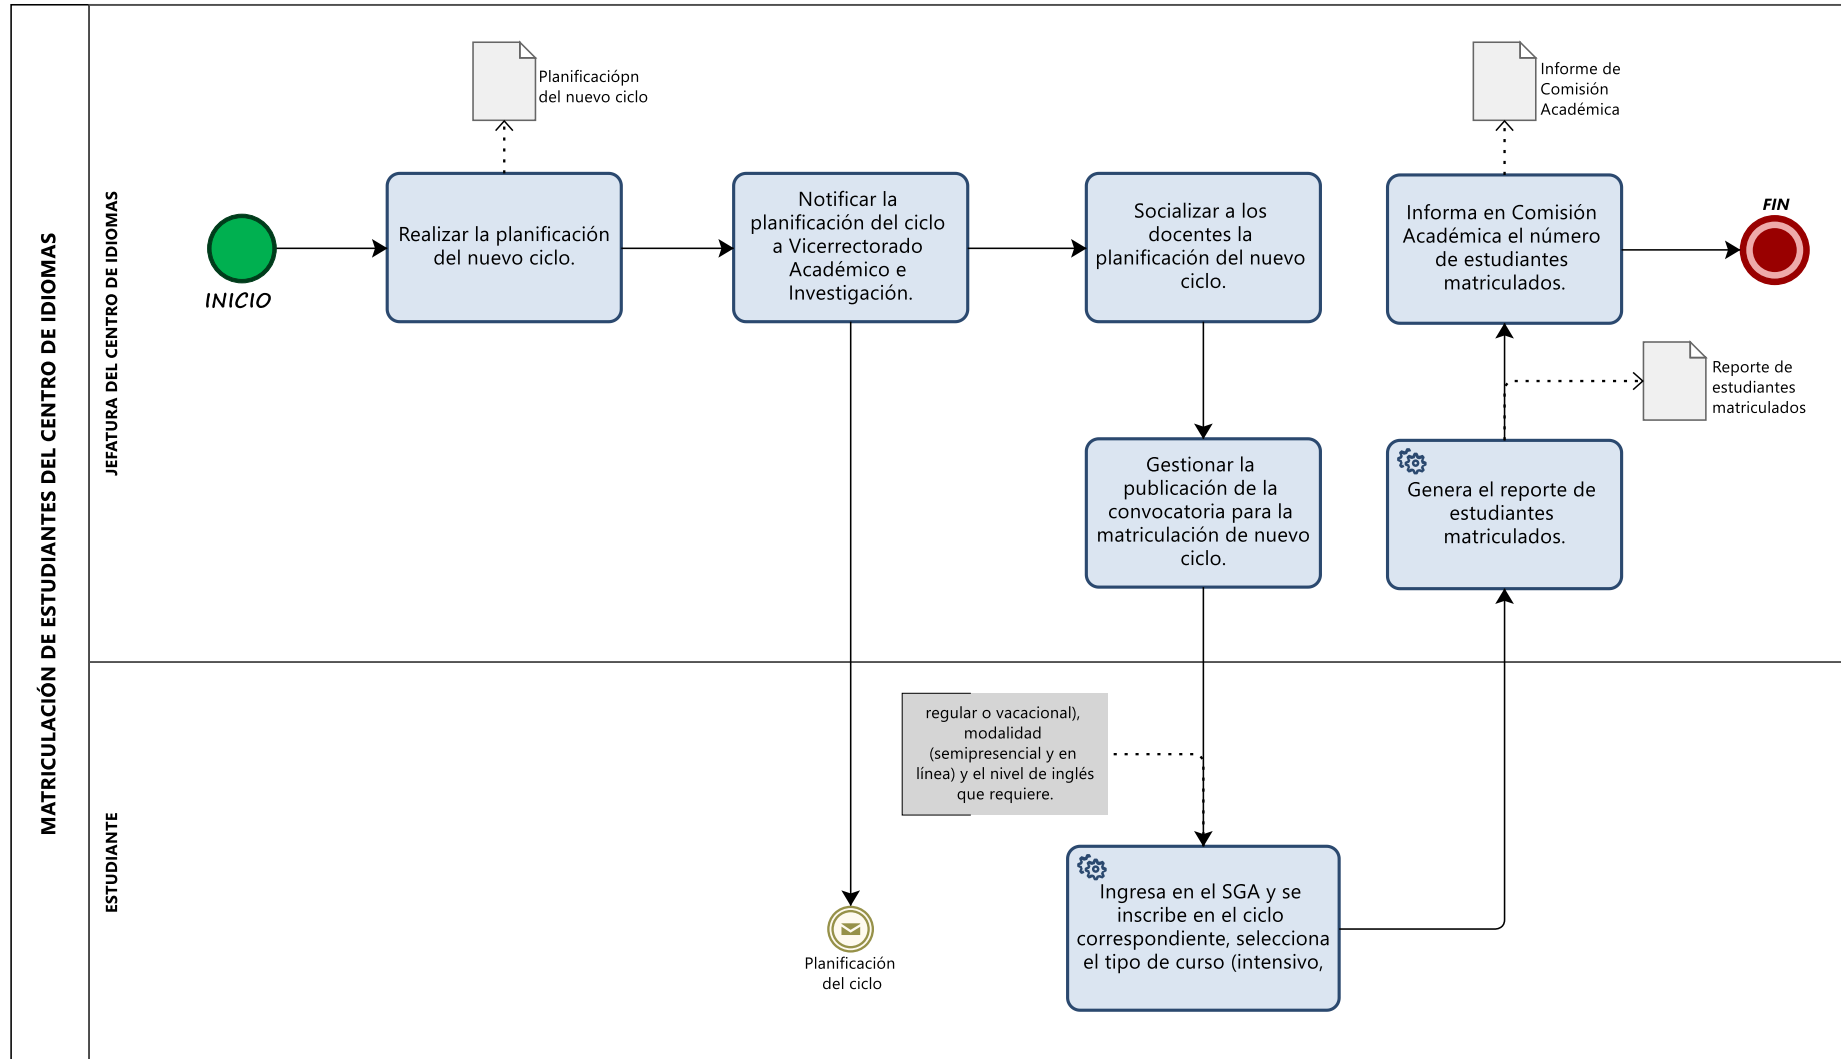 MATRICULACIÓN DE ESTUDIANTES DEL CENTRO DE IDIOMAS
JEFATURA DEL CENTRO DE IDIOMAS
INICIO
Planificaciópn
del nuevo ciclo
Realizar la planificación
del nuevo ciclo.
Notificar la
planificación del ciclo
a Vicerrectorado
Académico e
Investigación.
Socializar a los
docentes la
planificación del nuevo
ciclo.
Informe de
Comisión
Académica
Informa en Comisión
Académica el número
de estudiantes
matriculados.
FIN
Reporte de
estudiantes
matriculados
Gestionar la
publicación de la
convocatoria para la
matriculación de nuevo
ciclo.
Genera el reporte de
estudiantes
matriculados.
ESTUDIANTE
regular o vacacional),
modalidad
(semipresencial y en
línea) y el nivel de inglés
que requiere.
Planificación
del ciclo
Ingresa en el SGA y se
inscribe en el ciclo
correspondiente, selecciona
el tipo de curso (intensivo,